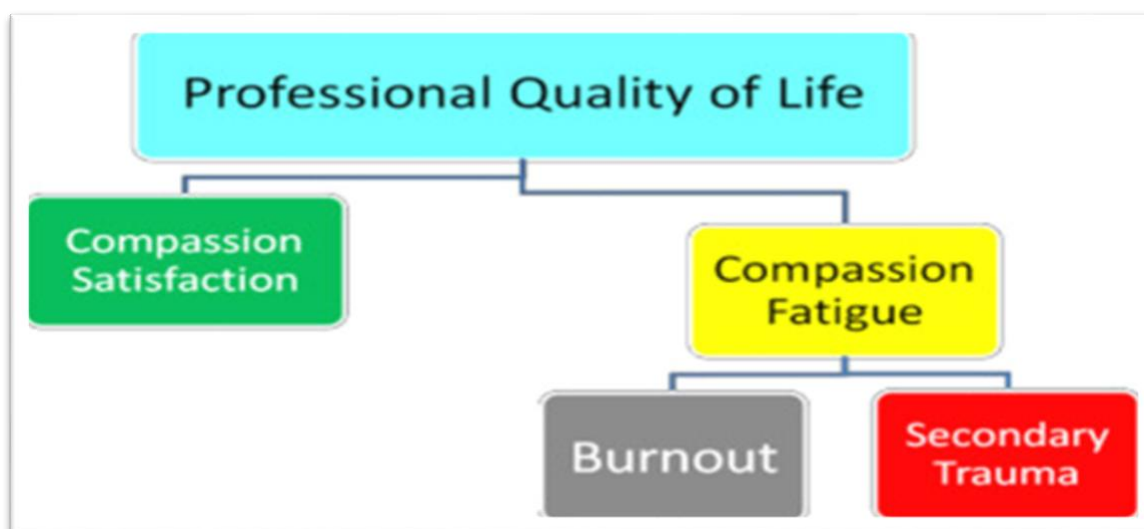 Professional Quality of Life
Compassion
Satisfaction
Compassion
Fatigue
Burnout
Secondary
Trauma